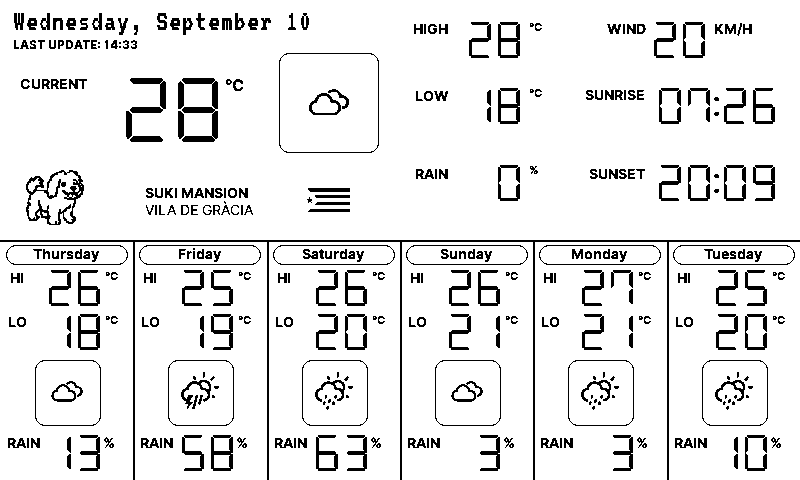 Wednesday, September 10
LAST UPDATE: 14:33
CURRENT 28 °C
HIGH 28 °C
WIND 20 KM/H
LOW 18 °C
SUNRISE 07:26
RAIN 0 %
SUNSET 20:09
SUKI MANSION
VILA DE GRÀCIA
Thursday
HI 26 °C
LO 18 °C
RAIN 13 %
Friday
HI 25 °C
LO 19 °C
RAIN 58 %
Saturday
HI 26 °C
LO 20 °C
RAIN 63 %
Sunday
HI 26 °C
LO 21 °C
RAIN 3 %
Monday
HI 27 °C
LO 21 °C
RAIN 3 %
Tuesday
HI 25 °C
LO 20 °C
RAIN 10 %